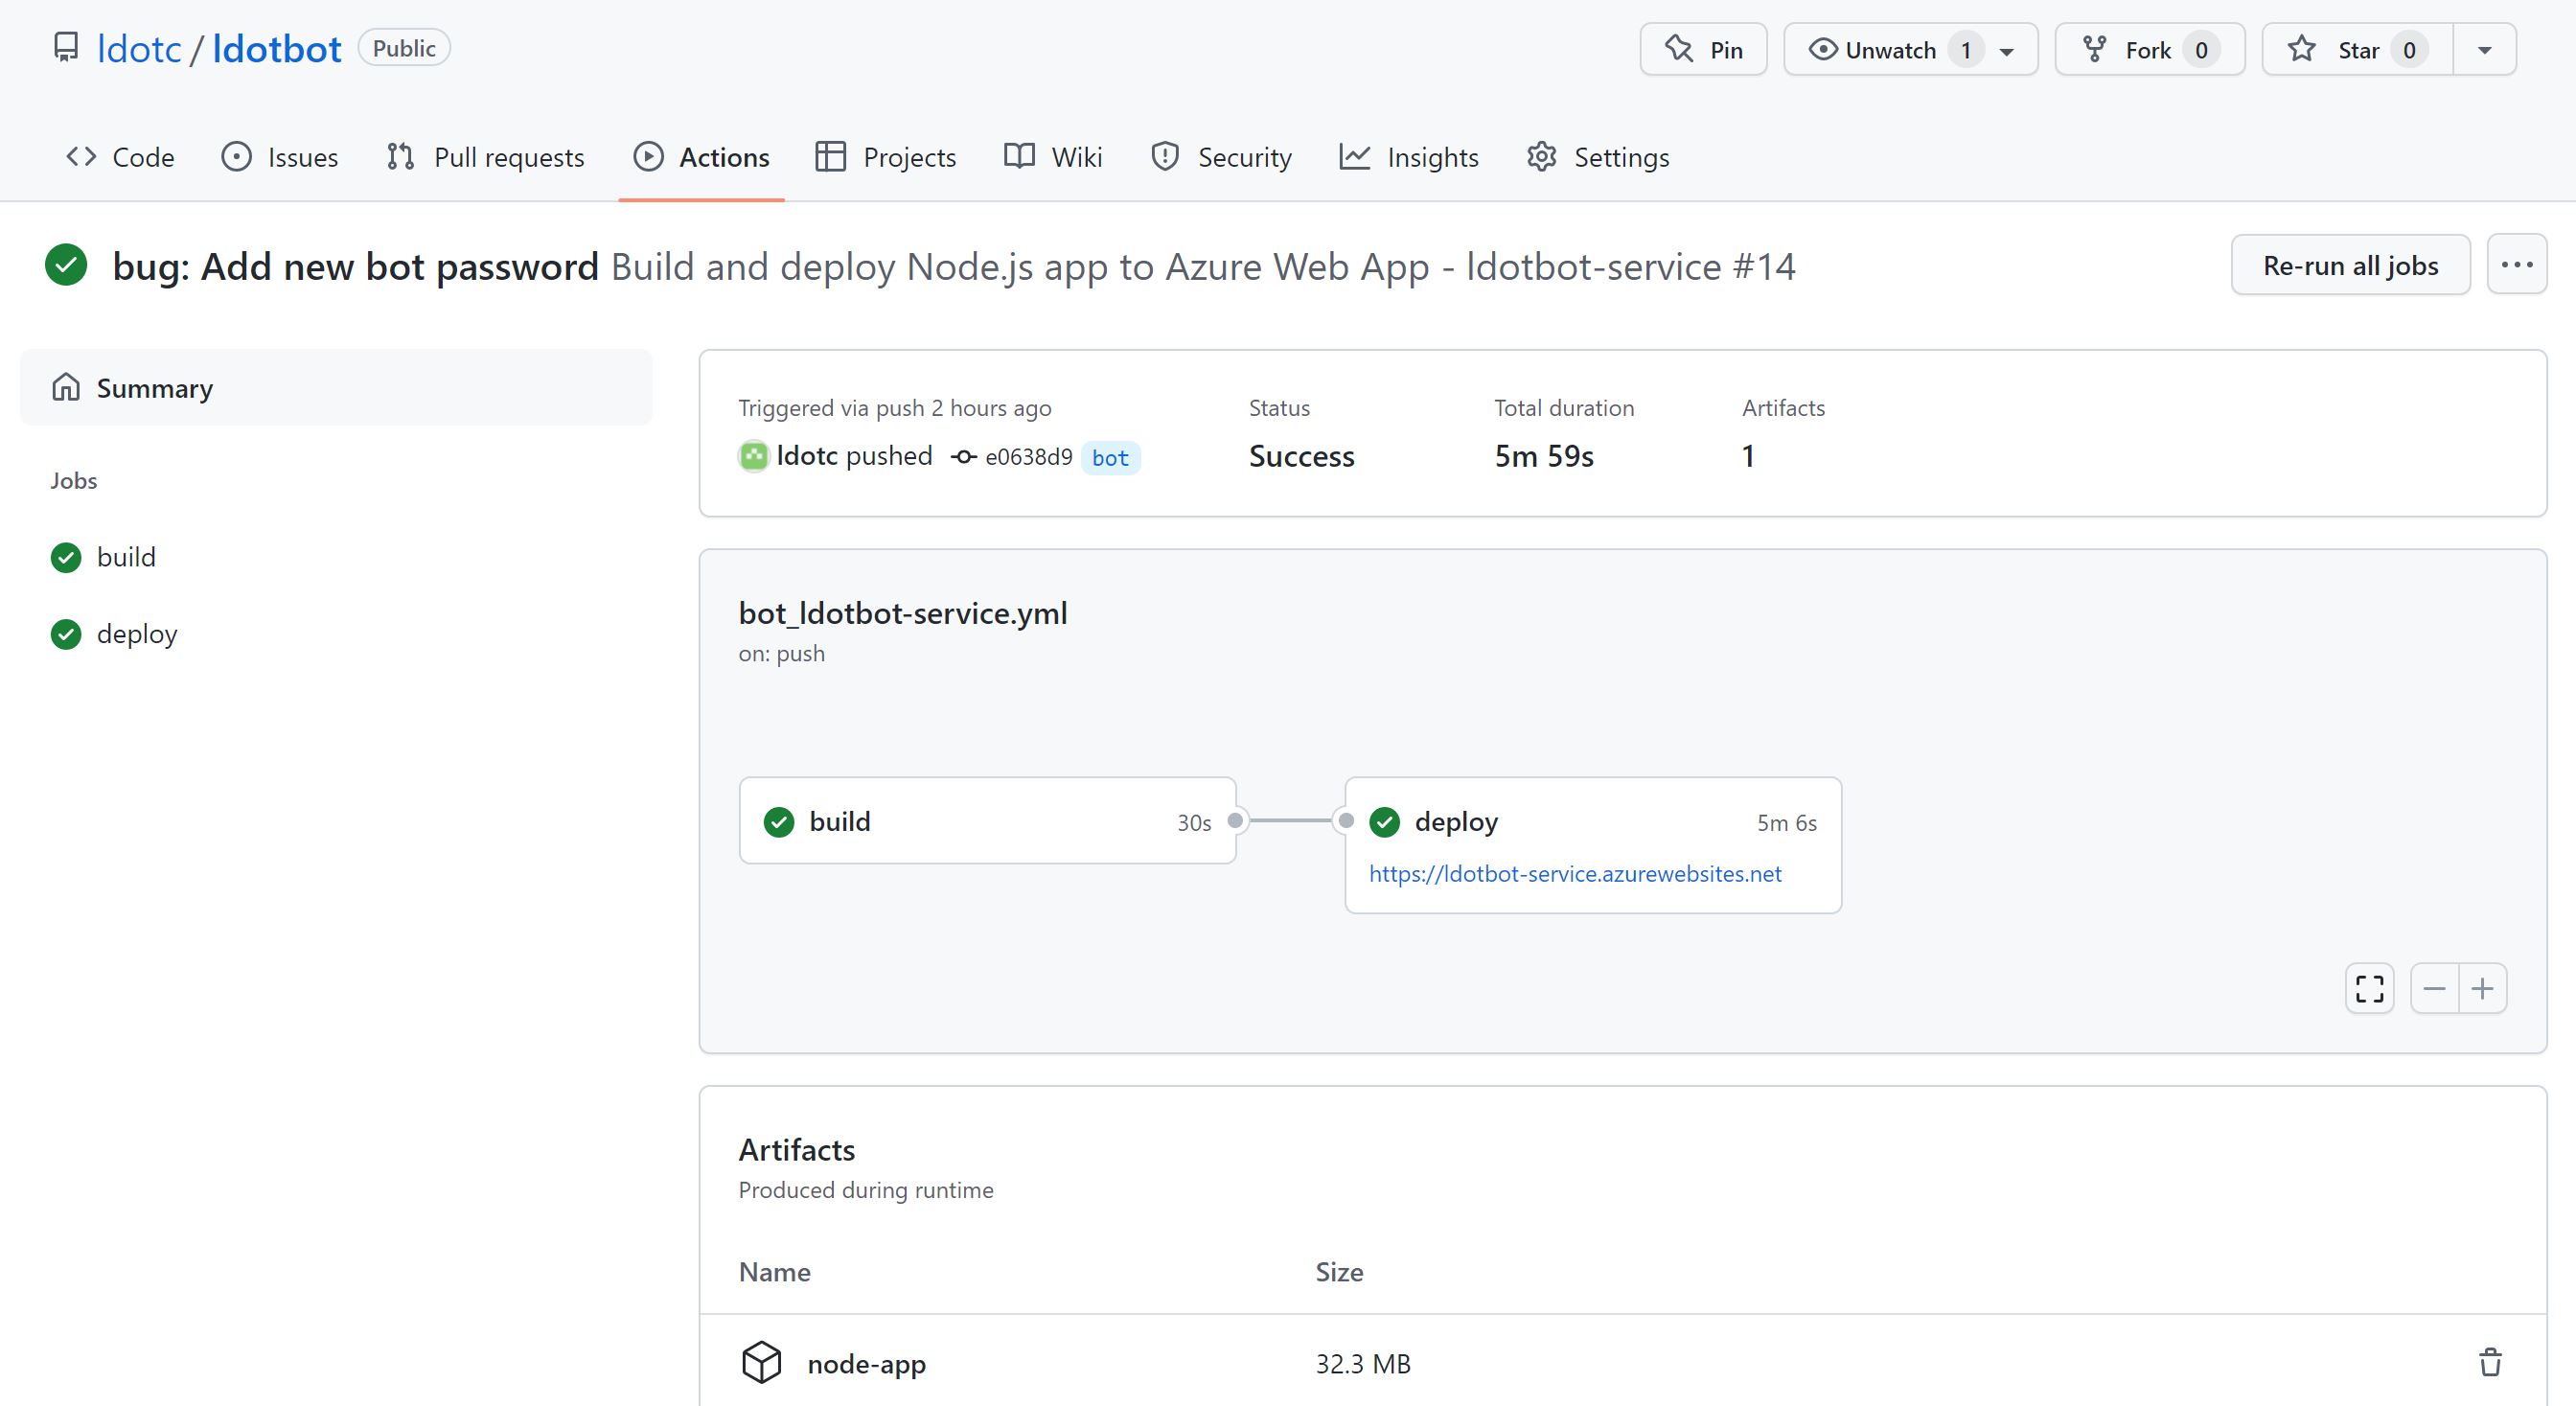 ldotc / ldotbot Public
Pin Unwatch 1 Fork 0 Star 0
Code Issues Pull requests Actions Projects Wiki Security Insights Settings
bug: Add new bot password Build and deploy Node.js app to Azure Web App - ldotbot-service #14
Re-run all jobs
Summary
Jobs
build
deploy
Triggered via push 2 hours ago Status Total duration Artifacts
ldotc pushed e0638d9 bot Success 5m 59s 1
bot_ldotbot-service.yml
on: push
build 30s deploy 5m 6s
https://ldotbot-service.azurewebsites.net
Artifacts
Produced during runtime
Name Size
node-app 32.3 MB